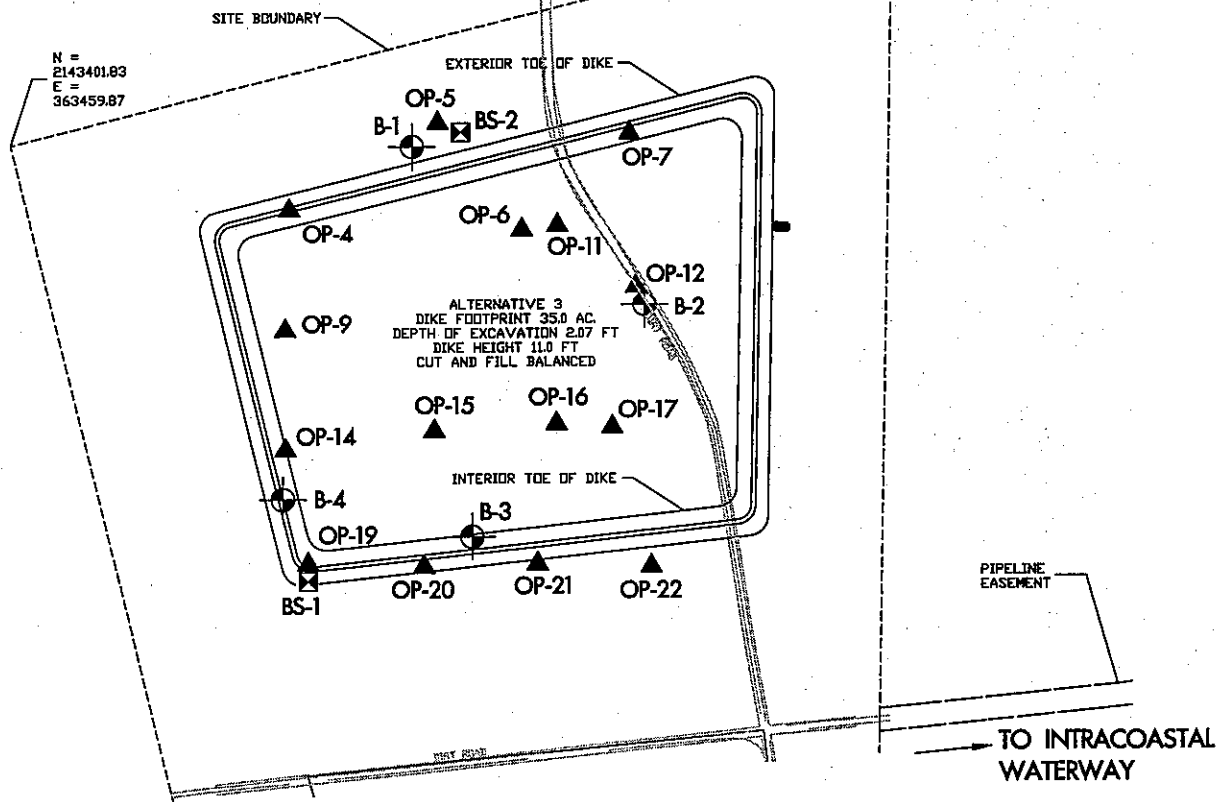 SITE BOUNDARY
N =
2143401.83
E =
363459.87
EXTERIOR TOE OF DIKE
OP-5
BS-2
B-1
OP-7
OP-4
OP-6
OP-11
OP-12
B-2
OP-9
ALTERNATIVE 3
DIKE FOOTPRINT 35.0 AC.
DEPTH OF EXCAVATION 2.07 FT
DIKE HEIGHT 11.0 FT
CUT AND FILL BALANCED
OP-15
OP-16
OP-17
OP-14
INTERIOR TOE OF DIKE
B-4
B-3
OP-19
OP-20
OP-21
OP-22
BS-1
PIPELINE
EASEMENT
ROAD
TO INTRACOASTAL
WATERWAY